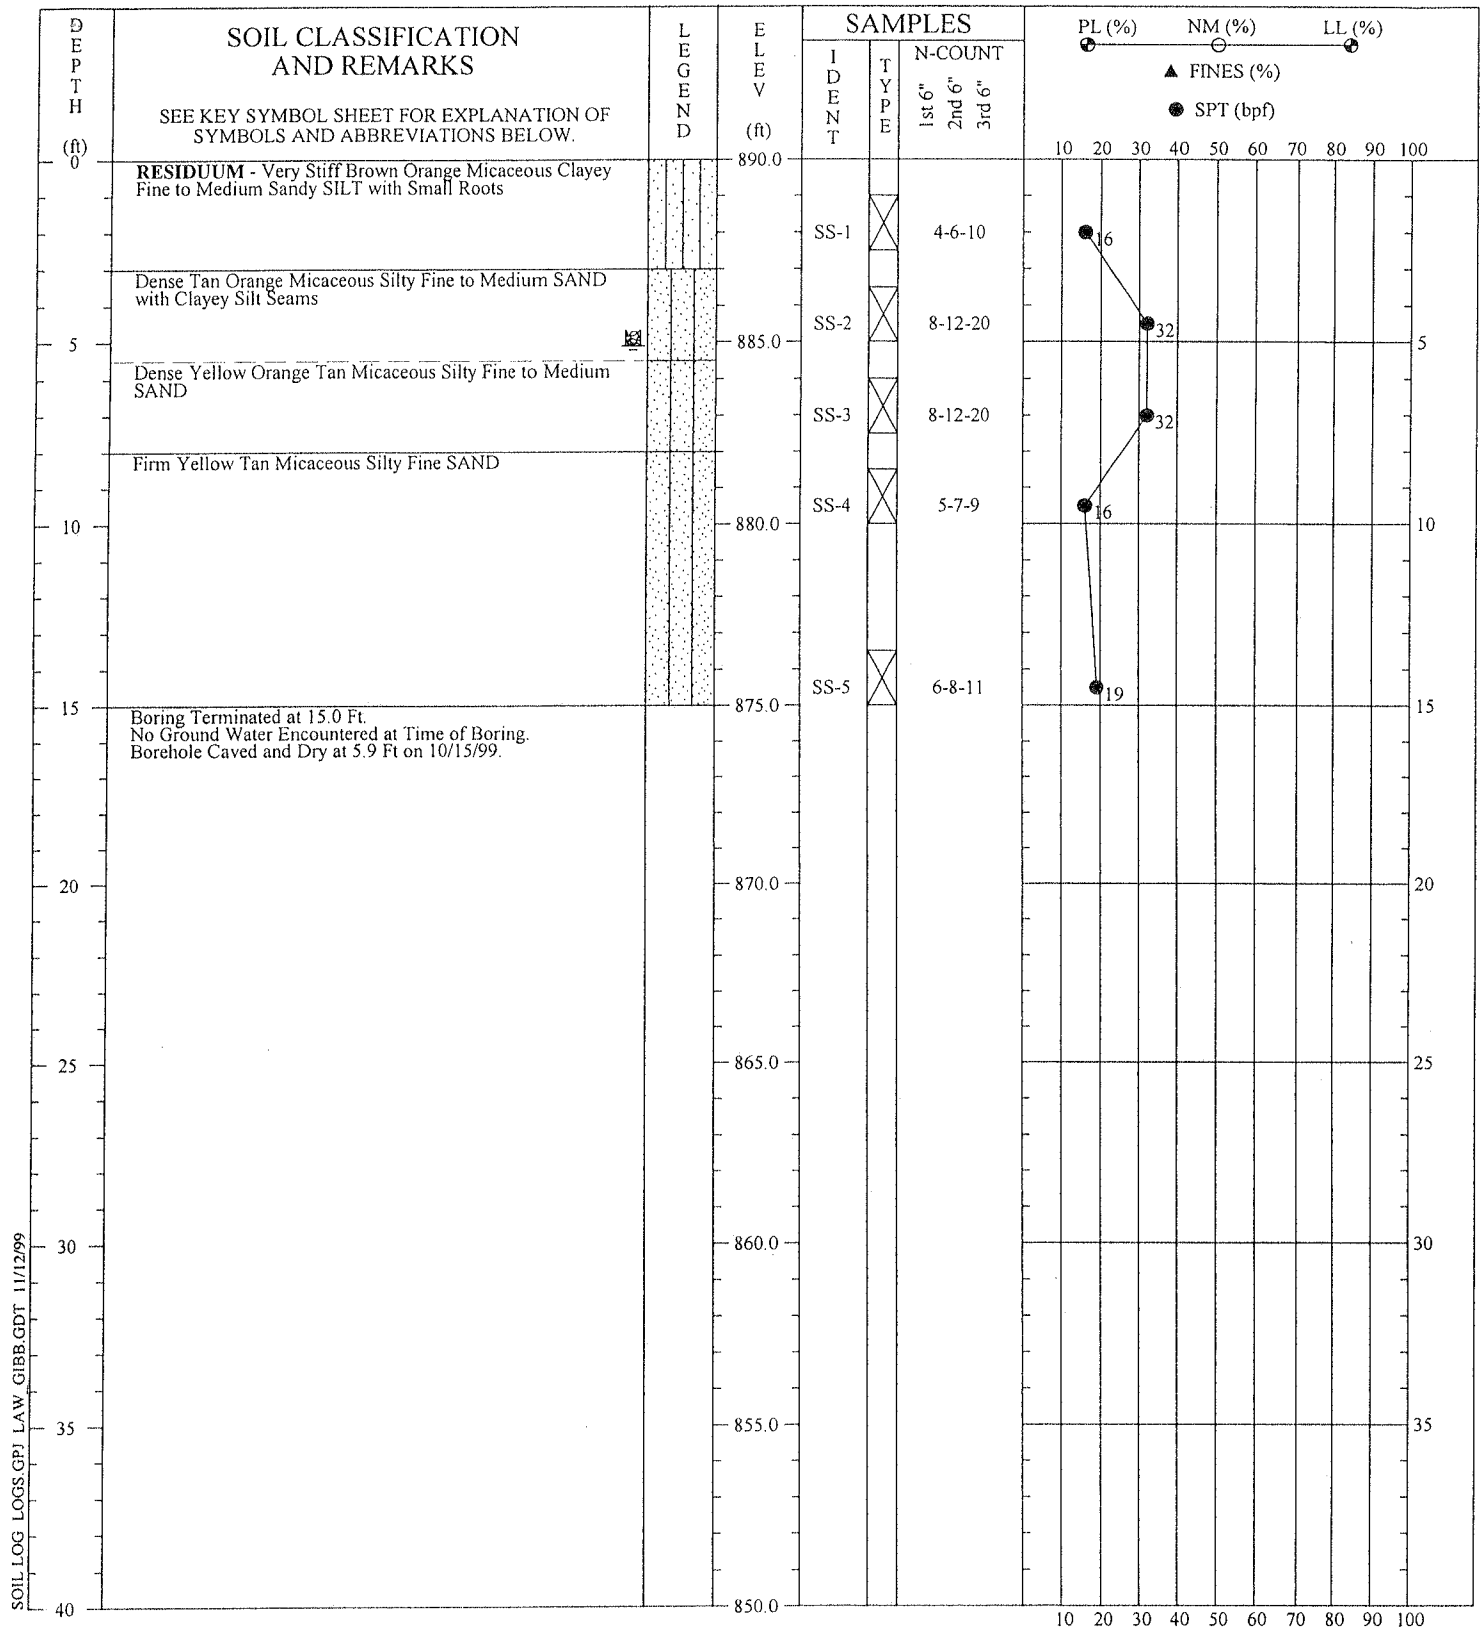 DEPTH
(ft)
SOIL CLASSIFICATION
AND REMARKS
SEE KEY SYMBOL SHEET FOR EXPLANATION OF
SYMBOLS AND ABBREVIATIONS BELOW.
LEGEND
ELEV
(ft)
SAMPLES
IDENT
TYPE
N-COUNT
1st 6"
2nd 6"
3rd 6"
PL (%) NM (%) LL (%)
▲ FINES (%)
● SPT (bpf)
10 20 30 40 50 60 70 80 90 100
0
RESIDUUM - Very Stiff Brown Orange Micaceous Clayey
Fine to Medium Sandy SILT with Small Roots
890.0
SS-1 4-6-10 16
Dense Tan Orange Micaceous Silty Fine to Medium SAND
with Clayey Silt Seams
SS-2 8-12-20 32
5 885.0 5
Dense Yellow Orange Tan Micaceous Silty Fine to Medium
SAND
SS-3 8-12-20 32
Firm Yellow Tan Micaceous Silty Fine SAND
SS-4 5-7-9 16
10 880.0 10
SS-5 6-8-11 19
15 875.0 15
Boring Terminated at 15.0 Ft.
No Ground Water Encountered at Time of Boring.
Borehole Caved and Dry at 5.9 Ft on 10/15/99.
20 870.0 20
25 865.0 25
30 860.0 30
35 855.0 35
40 850.0
10 20 30 40 50 60 70 80 90 100
SOIL LOG LOGS.GPJ LAW_GIBB.GDT 11/12/99